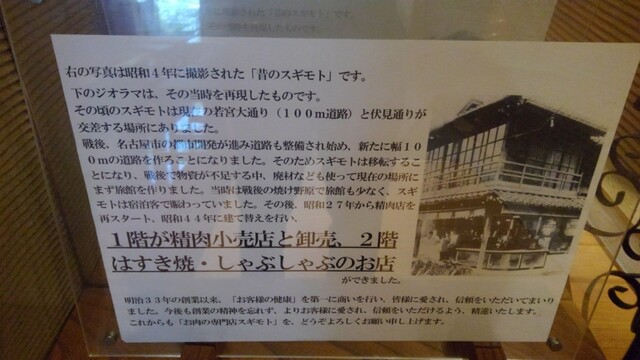 右の写真は昭和4年に撮影された「昔のスギモト」です。
下のジオラマは、その当時を再現したものです。
その頃のスギモトは現在の若宮大通り(100m道路)と伏見通りが
交差する場所にありました。
戦後、名古屋市の都市開発が進み道路も整備され始め、新たに幅10
0mの道路を作ることになりました。そのためスギモトは移転するこ
とになり、戦後で物資が不足する中、廃材なども使って現在の場所に
まず旅館を作りました。当時は戦後の焼け野原で旅館も少なく、スギ
モトは宿泊客で賑わっていました。その後、昭和27年から精肉店を
再スタート、昭和44年に建て替えを行い、
1階が精肉小売店と卸売、2階
はすき焼・しゃぶしゃぶのお店
ができました。
明治33年の創業以来、「お客様の健康」を第一に商いを行い、皆様に愛され、信頼をいただいてまいり
ました。今後も創業の精神を忘れず、よりお客様に愛され、信頼をいただけるよう、精進いたします。
これからも「お肉の専門店スギモト」を、どうぞよろしくお願い申し上げます。